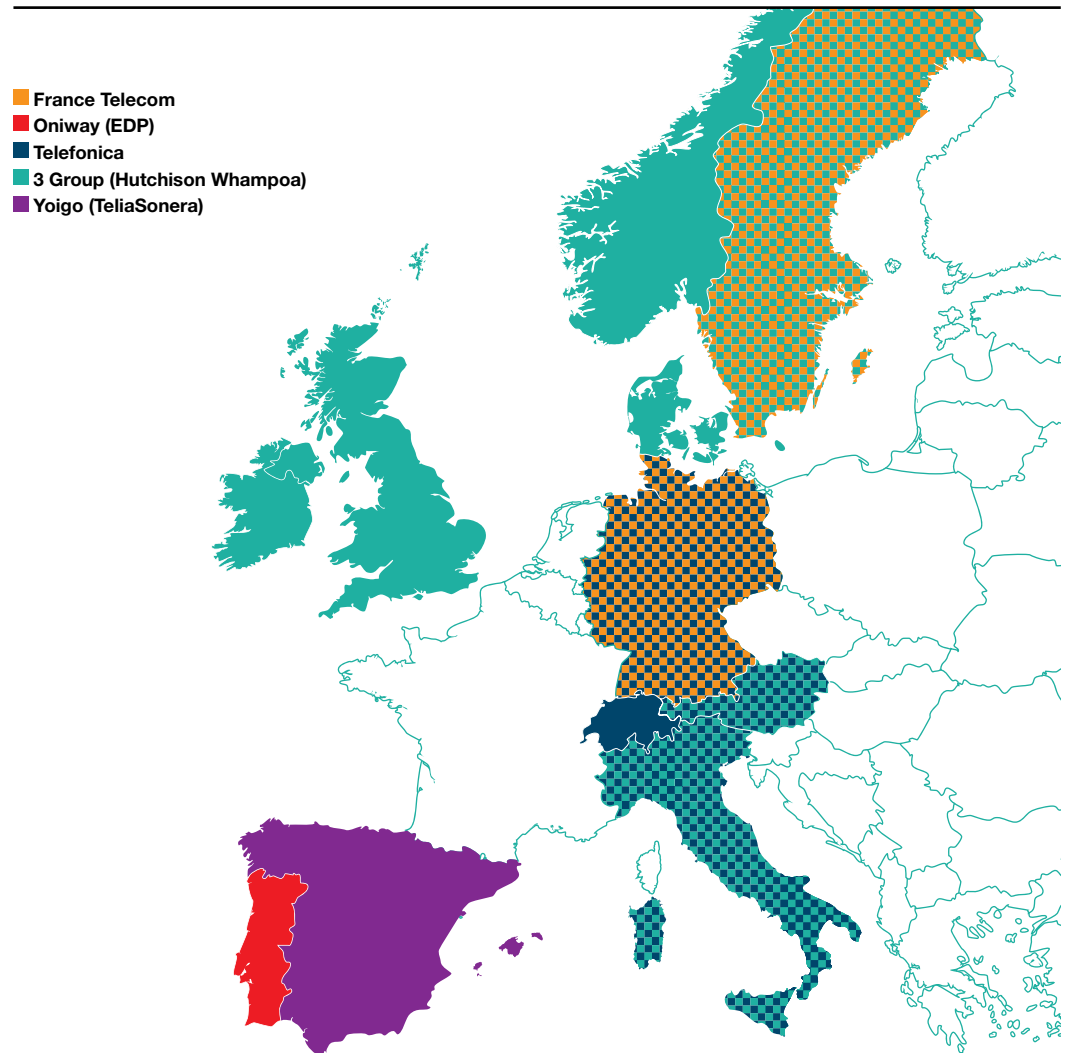 France Telecom
Oniway (EDP)
Telefonica
3 Group (Hutchison Whampoa)
Yoigo (TeliaSonera)